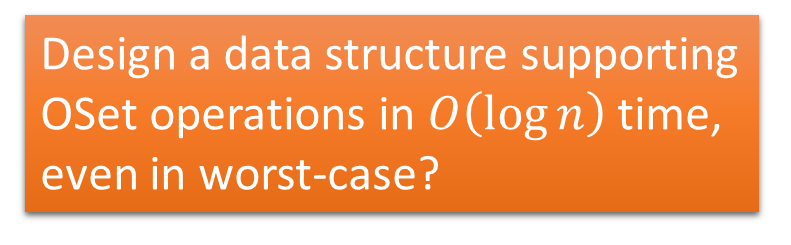 Design a data structure supporting
OSet operations in O(log n) time,
even in worst-case?